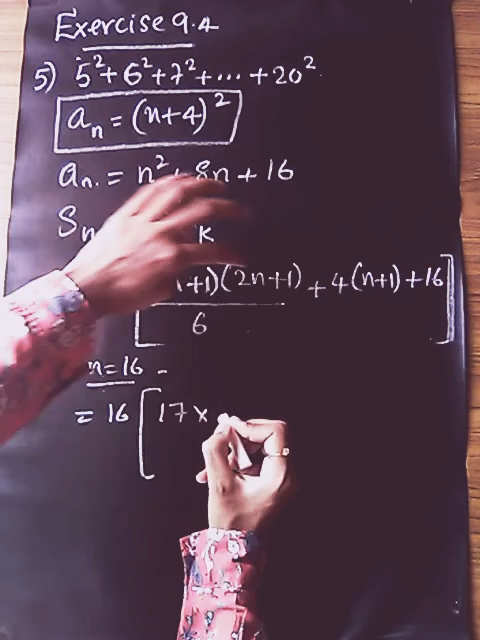 Exercise 9.4
5) 5²+6²+7²+...+20²
aₙ = (n+4)²
aₙ. = n² + 8n + 16
Sₙ K
+1)(2n+1) + 4(n+1) + 16]
6
n=16 -
= 16 [ 17 ×